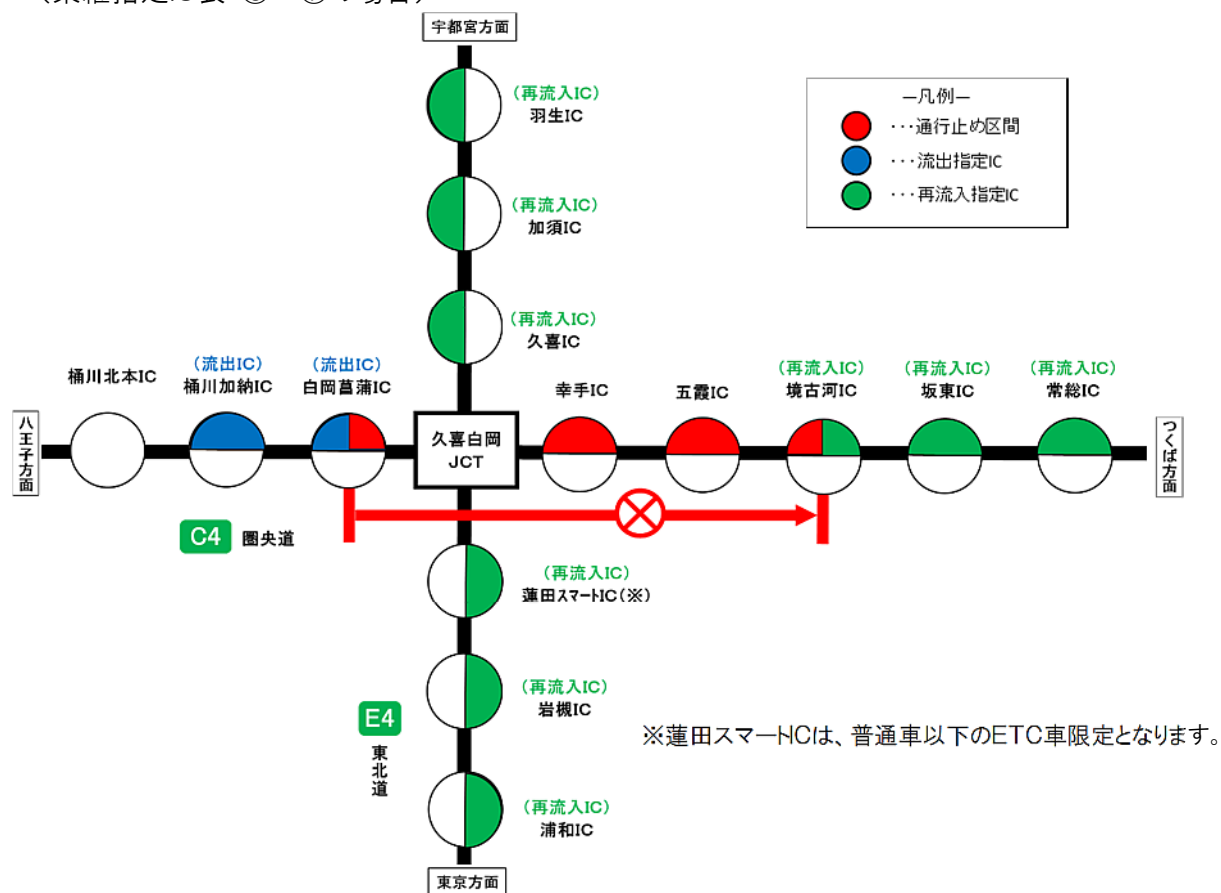 宇都宮方面
(再流入IC)
羽生IC
(再流入IC)
加須IC
(再流入IC)
久喜IC
―凡例―
・・・通行止め区間
・・・流出指定IC
・・・再流入指定IC
桶川北本IC
(流出IC)
桶川加納IC
(流出IC)
白岡菖蒲IC
幸手IC
五霞IC
(再流入IC)
境古河IC
(再流入IC)
坂東IC
(再流入IC)
常総IC
八王子方面
久喜白岡
JCT
つくば方面
C4 圏央道
(再流入IC)
蓮田スマートIC(※)
(再流入IC)
岩槻IC
E4
東北道
※蓮田スマートICは、普通車以下のETC車限定となります。
(再流入IC)
浦和IC
東京方面